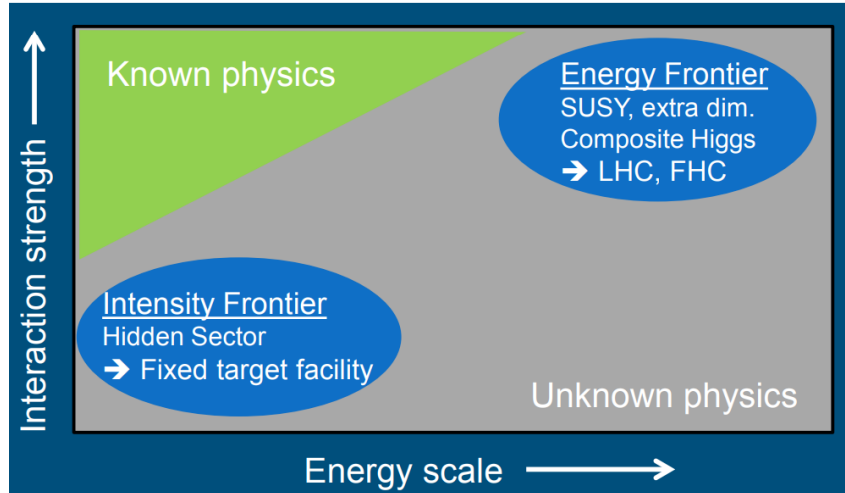 Known physics
Energy Frontier
SUSY, extra dim.
Composite Higgs
➔ LHC, FHC
Interaction strength
Intensity Frontier
Hidden Sector
➔ Fixed target facility
Unknown physics
Energy scale